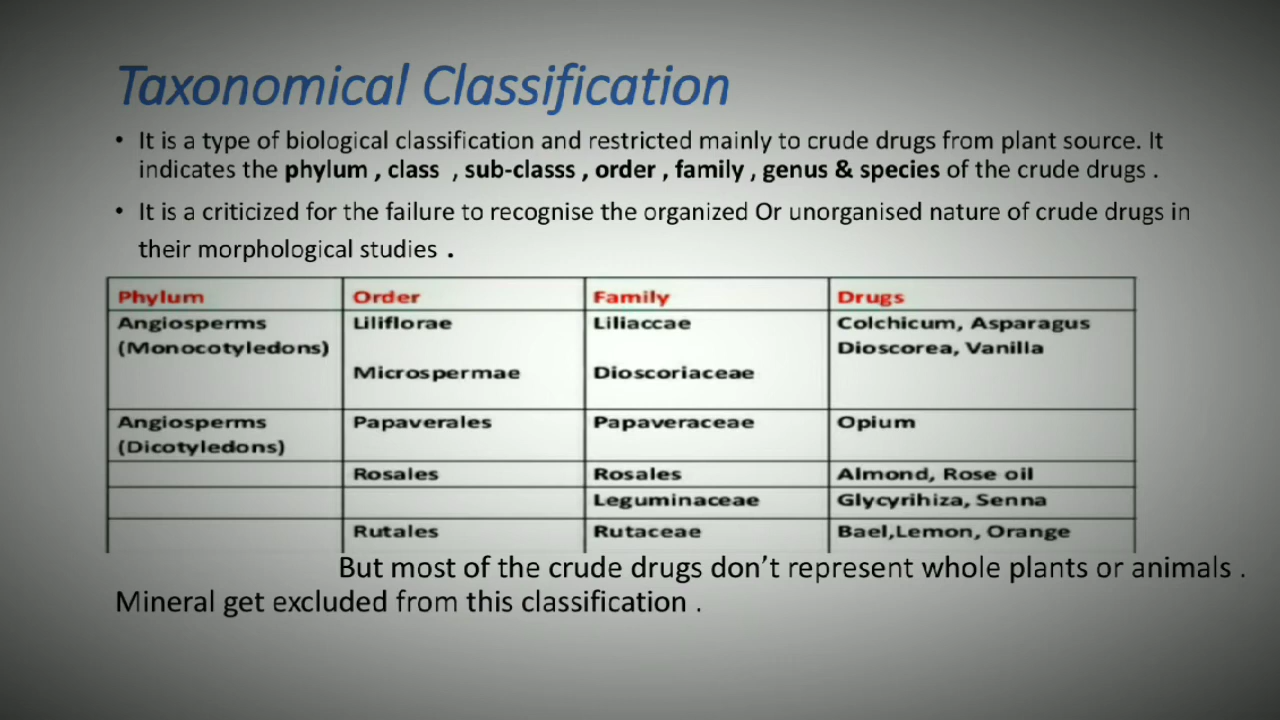 Taxonomical Classification
• It is a type of biological classification and restricted mainly to crude drugs from plant source. It
indicates the phylum , class , sub-classs , order , family , genus & species of the crude drugs .
• It is a criticized for the failure to recognise the organized Or unorganised nature of crude drugs in
their morphological studies .
Phylum Order Family Drugs
Angiosperms Liliflorae Liliaccae Colchicum, Asparagus
(Monocotyledons) Dioscorea, Vanilla
Microspermae Dioscoriaceae
Angiosperms Papaverales Papaveraceae Opium
(Dicotyledons)
Rosales Rosales Almond, Rose oil
Leguminaceae Glycyrihiza, Senna
Rutales Rutaceae Bael,Lemon, Orange
But most of the crude drugs don’t represent whole plants or animals .
Mineral get excluded from this classification .